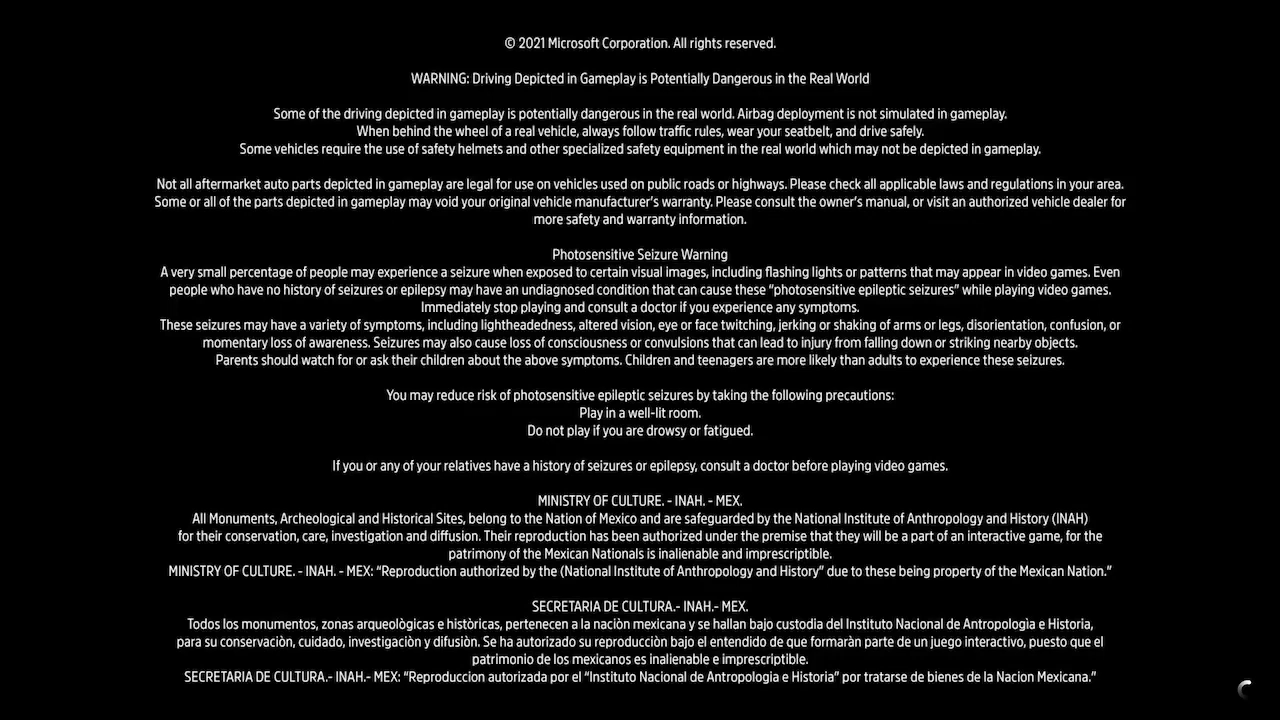 © 2021 Microsoft Corporation. All rights reserved.
WARNING: Driving Depicted in Gameplay is Potentially Dangerous in the Real World
Some of the driving depicted in gameplay is potentially dangerous in the real world. Airbag deployment is not simulated in gameplay.
When behind the wheel of a real vehicle, always follow traffic rules, wear your seatbelt, and drive safely.
Some vehicles require the use of safety helmets and other specialized safety equipment in the real world which may not be depicted in gameplay.
Not all aftermarket auto parts depicted in gameplay are legal for use on vehicles used on public roads or highways. Please check all applicable laws and regulations in your area.
Some or all of the parts depicted in gameplay may void your original vehicle manufacturer's warranty. Please consult the owner's manual, or visit an authorized vehicle dealer for
more safety and warranty information.
Photosensitive Seizure Warning
A very small percentage of people may experience a seizure when exposed to certain visual images, including flashing lights or patterns that may appear in video games. Even
people who have no history of seizures or epilepsy may have an undiagnosed condition that can cause these "photosensitive epileptic seizures" while playing video games.
Immediately stop playing and consult a doctor if you experience any symptoms.
These seizures may have a variety of symptoms, including lightheadedness, altered vision, eye or face twitching, jerking or shaking of arms or legs, disorientation, confusion, or
momentary loss of awareness. Seizures may also cause loss of consciousness or convulsions that can lead to injury from falling down or striking nearby objects.
Parents should watch for or ask their children about the above symptoms. Children and teenagers are more likely than adults to experience these seizures.
You may reduce risk of photosensitive epileptic seizures by taking the following precautions:
Play in a well-lit room.
Do not play if you are drowsy or fatigued.
If you or any of your relatives have a history of seizures or epilepsy, consult a doctor before playing video games.
MINISTRY OF CULTURE. - INAH. - MEX.
All Monuments, Archeological and Historical Sites, belong to the Nation of Mexico and are safeguarded by the National Institute of Anthropology and History (INAH)
for their conservation, care, investigation and diffusion. Their reproduction has been authorized under the premise that they will be a part of an interactive game, for the
patrimony of the Mexican Nationals is inalienable and imprescriptible.
MINISTRY OF CULTURE. - INAH. - MEX: “Reproduction authorized by the (National Institute of Anthropology and History” due to these being property of the Mexican Nation.”
SECRETARIA DE CULTURA.- INAH.- MEX.
Todos los monumentos, zonas arqueològicas e històricas, pertenecen a la naciòn mexicana y se hallan bajo custodia del Instituto Nacional de Antropologìa e Historia,
para su conservaciòn, cuidado, investigaciòn y difusiòn. Se ha autorizado su reproducciòn bajo el entendido de que formaràn parte de un juego interactivo, puesto que el
patrimonio de los mexicanos es inalienable e imprescriptible.
SECRETARIA DE CULTURA.- INAH.- MEX: “Reproduccion autorizada por el “Instituto Nacional de Antropologia e Historia” por tratarse de bienes de la Nacion Mexicana.”